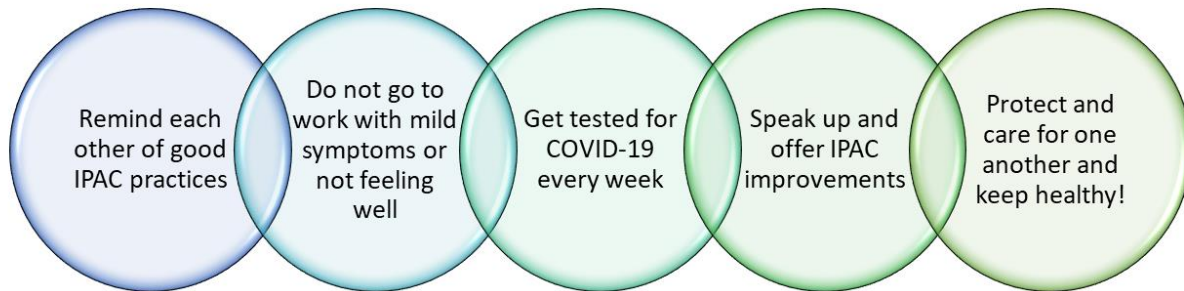 Remind each
other of good
IPAC practices
Do not go to
work with mild
symptoms or
not feeling
well
Get tested for
COVID-19
every week
Speak up and
offer IPAC
improvements
Protect and
care for one
another and
keep healthy!